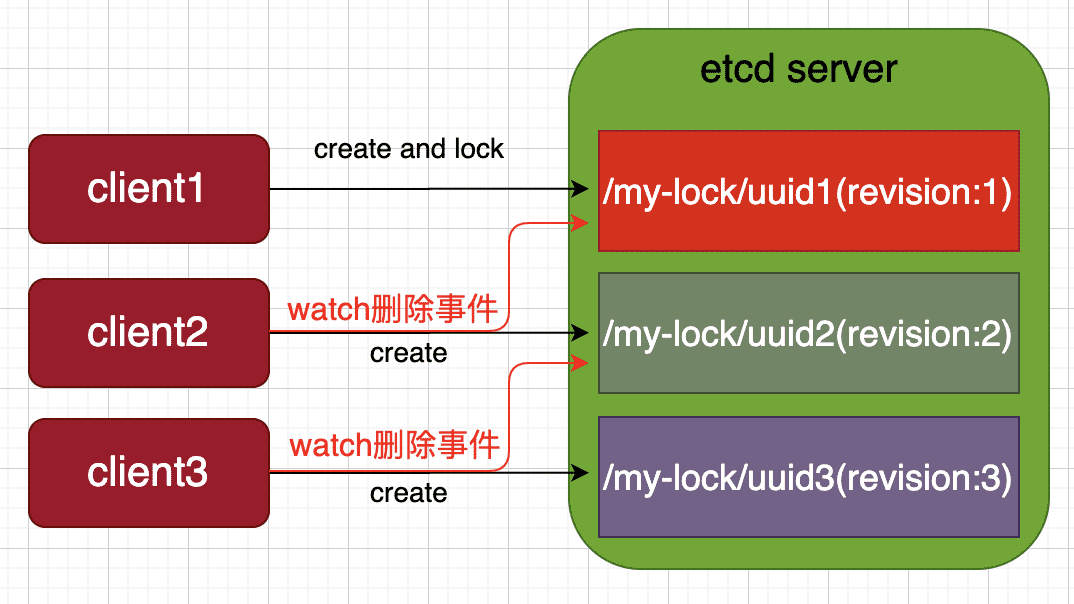 etcd server
client1
create and lock
/my-lock/uuid1(revision:1)
client2
watch删除事件
create
/my-lock/uuid2(revision:2)
client3
watch删除事件
create
/my-lock/uuid3(revision:3)